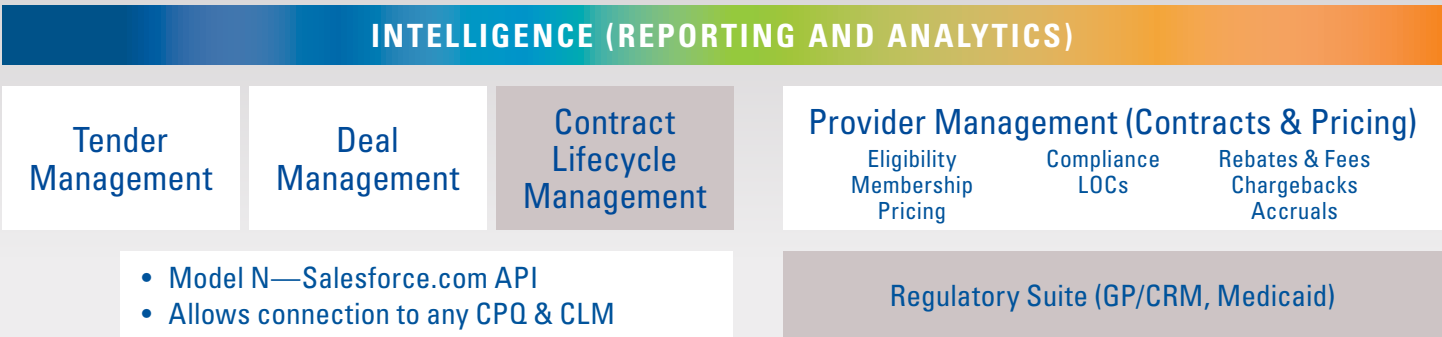 INTELLIGENCE (REPORTING AND ANALYTICS)
Tender
Management
Deal
Management
Contract
Lifecycle
Management
Provider Management (Contracts & Pricing)
Eligibility
Membership
Pricing
Compliance
LOCs
Rebates & Fees
Chargebacks
Accruals
• Model N—Salesforce.com API
• Allows connection to any CPQ & CLM
Regulatory Suite (GP/CRM, Medicaid)